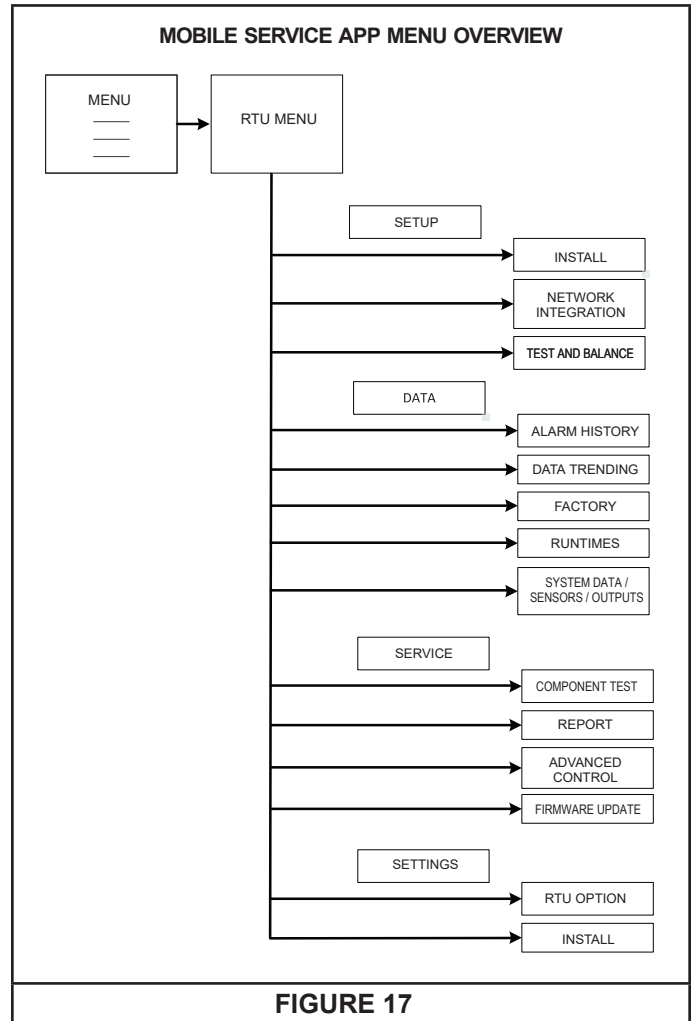 MOBILE SERVICE APP MENU OVERVIEW
MENU
RTU MENU
SETUP
INSTALL
NETWORK
INTEGRATION
TEST AND BALANCE
DATA
ALARM HISTORY
DATA TRENDING
FACTORY
RUNTIMES
SYSTEM DATA /
SENSORS / OUTPUTS
SERVICE
COMPONENT TEST
REPORT
ADVANCED
CONTROL
FIRMWARE UPDATE
SETTINGS
RTU OPTION
INSTALL
FIGURE 17